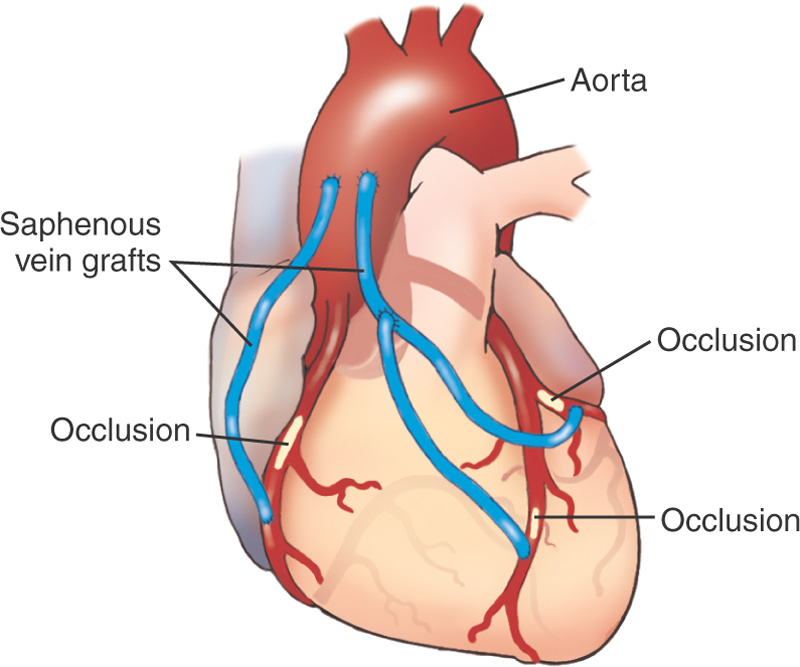 Aorta
Saphenous
vein grafts
Occlusion
Occlusion
Occlusion